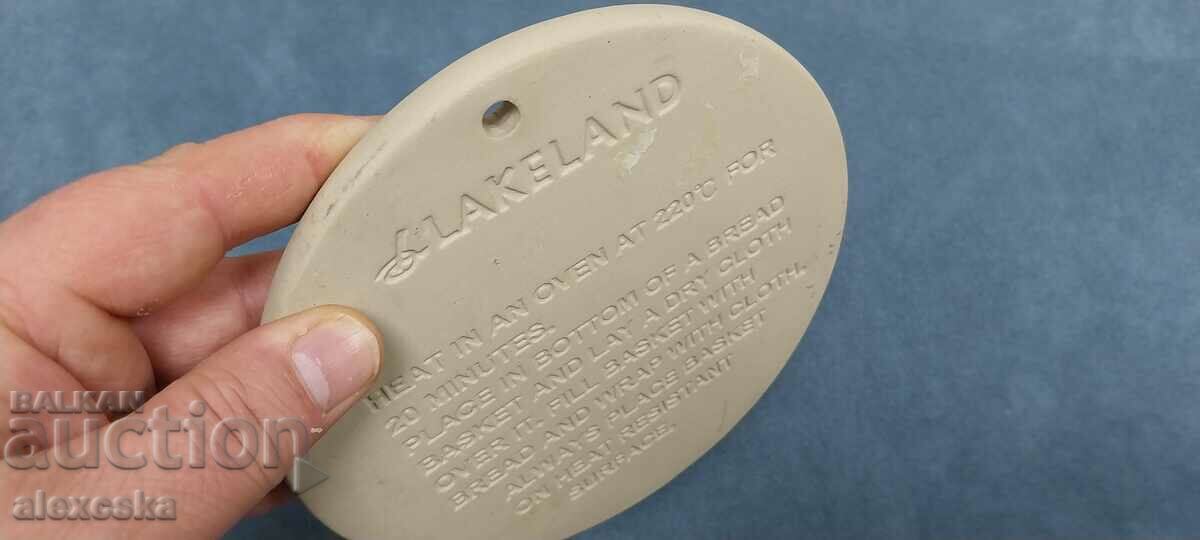 LAKELAND
HEAT IN AN OVEN AT 220°C FOR
20 MINUTES.
PLACE IN BOTTOM OF A BREAD
BASKET AND LAY A DRY CLOTH
OVER IT. FILL BASKET WITH
BREAD AND WRAP WITH CLOTH.
ALWAYS PLACE BASKET
ON HEAT RESISTANT
SURFACE.
BALKAN
auction
alexeska